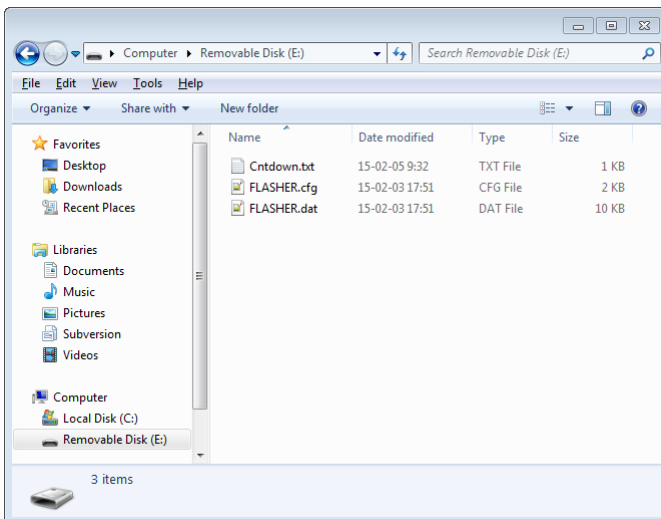 Computer Removable Disk (E:) Search Removable Disk (E:)
File Edit View Tools Help
Organize Share with New folder
Favorites
Desktop
Downloads
Recent Places
Libraries
Documents
Music
Pictures
Subversion
Videos
Computer
Local Disk (C:)
Removable Disk (E:)
Name Date modified Type Size
Cntdown.txt 15-02-05 9:32 TXT File 1 KB
FLASHER.cfg 15-02-03 17:51 CFG File 2 KB
FLASHER.dat 15-02-03 17:51 DAT File 10 KB
3 items